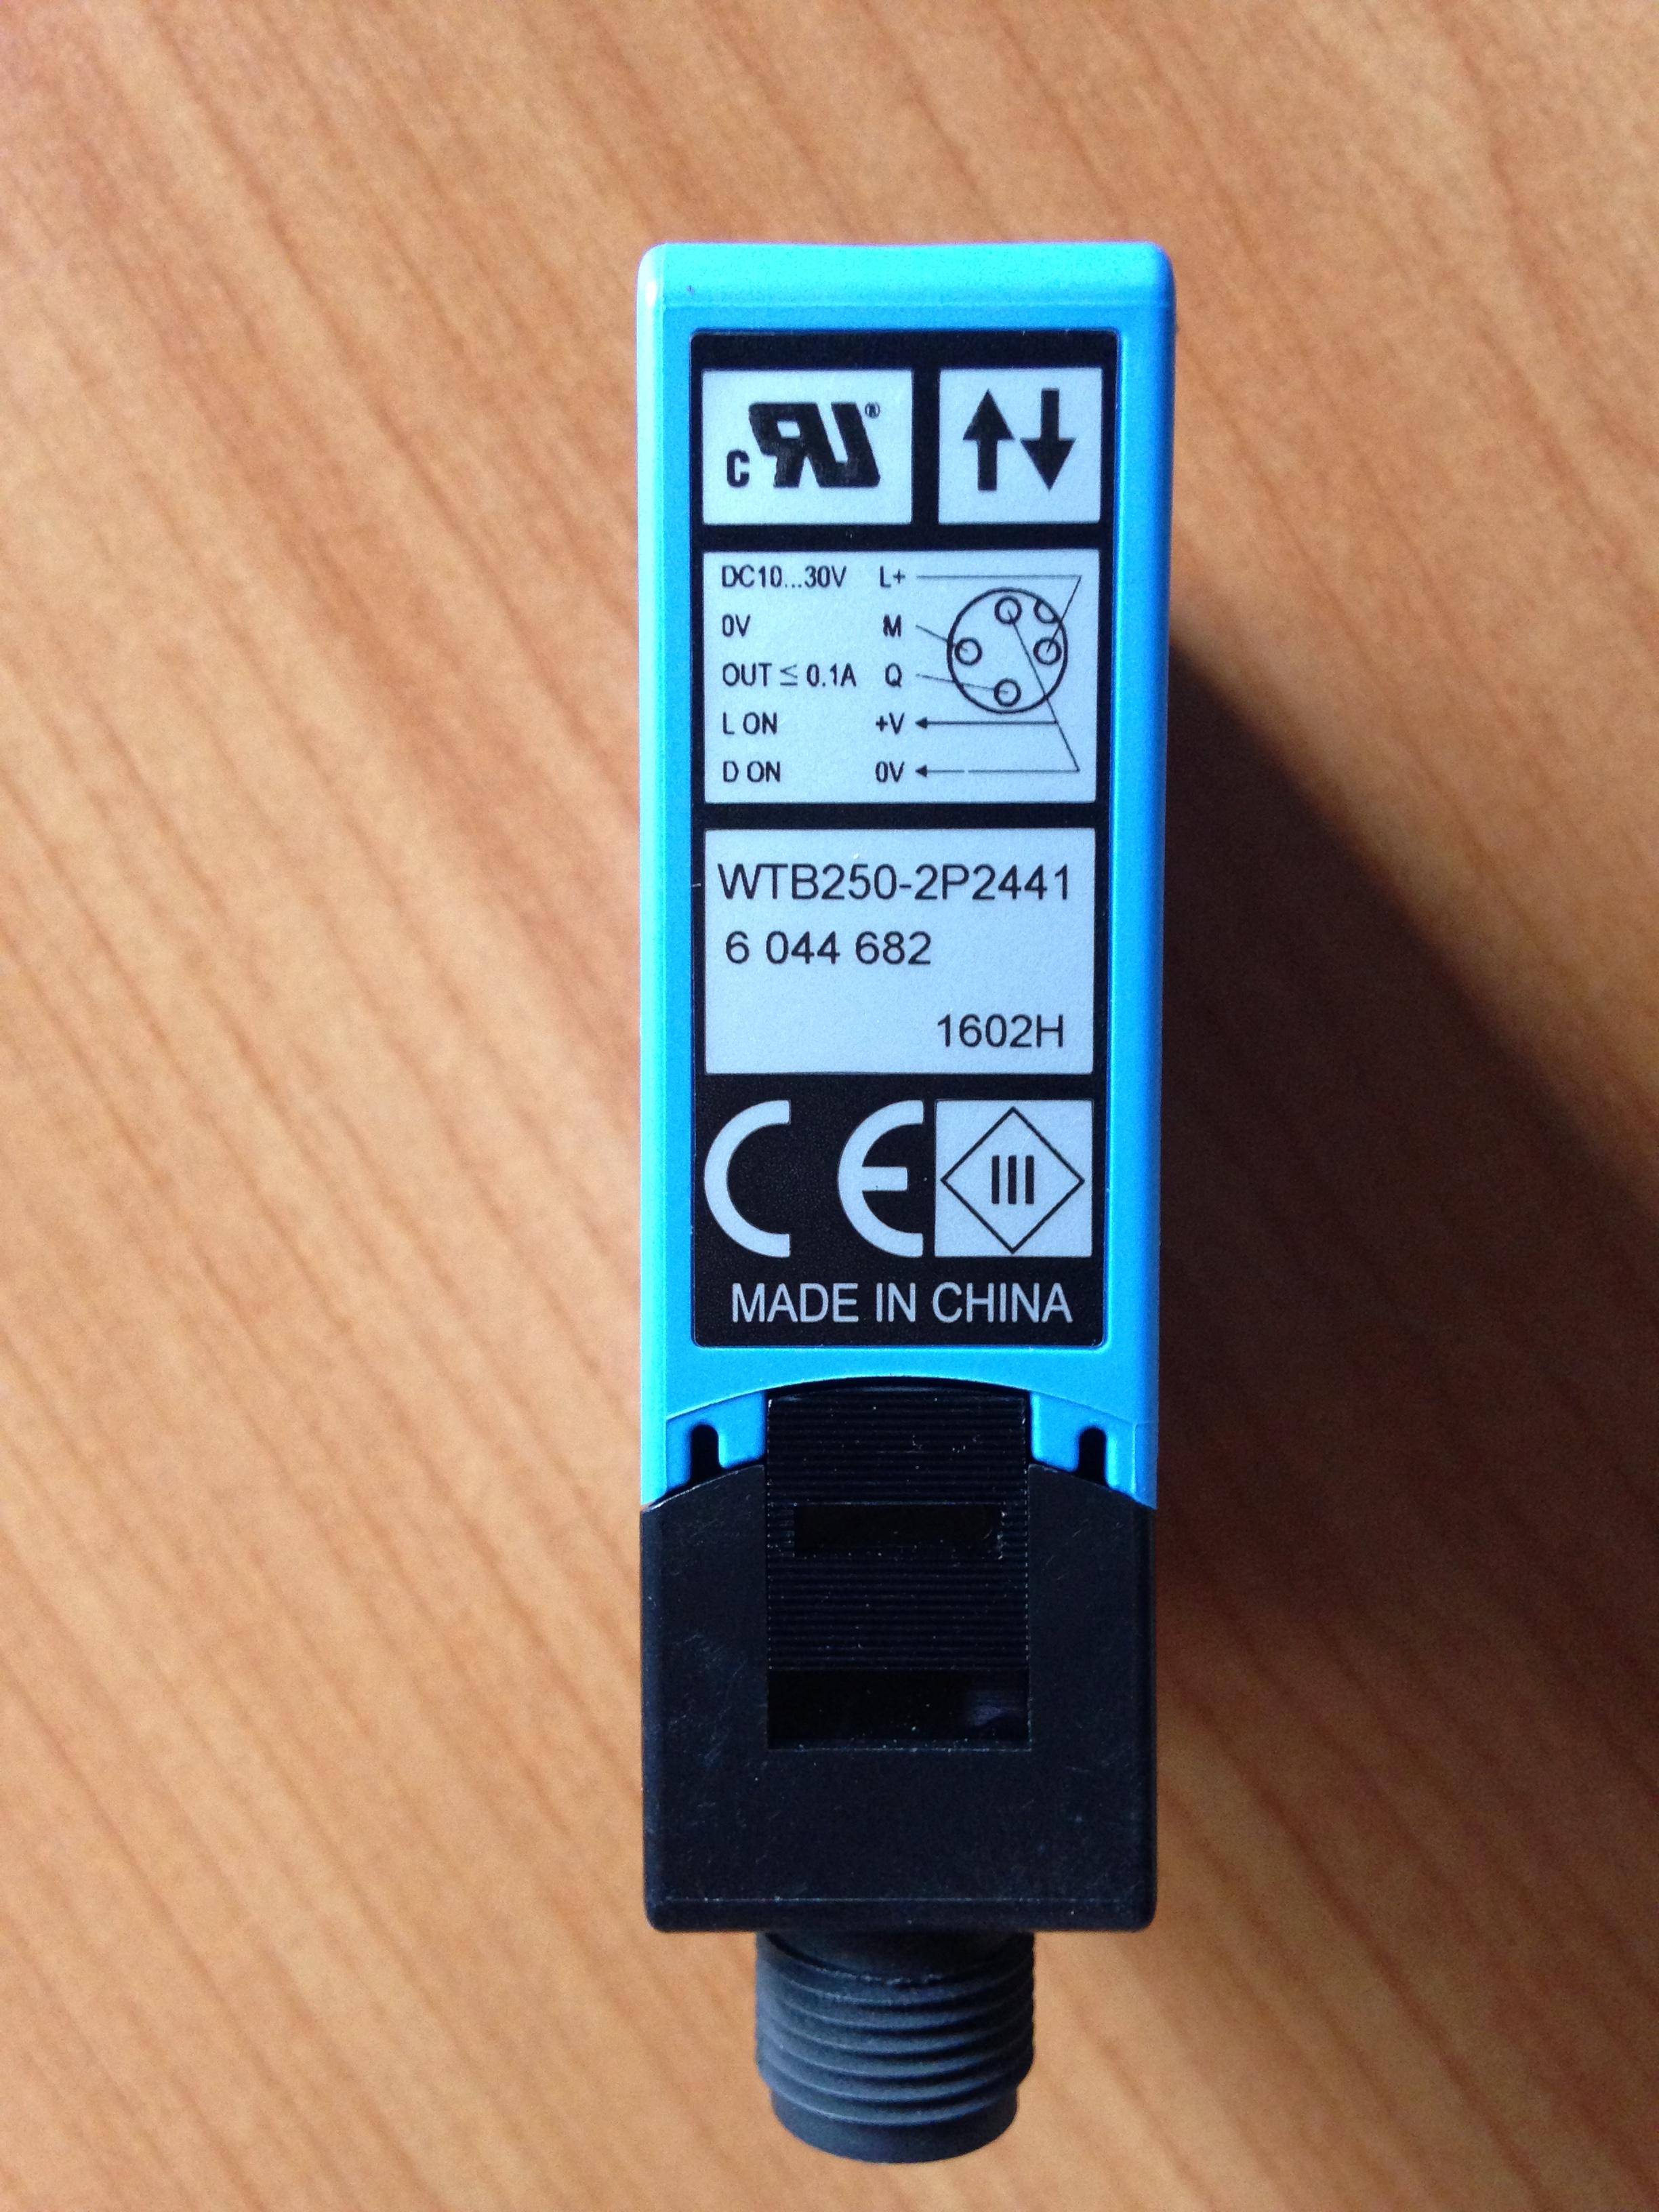 c RU ®
DC10...30V L+
0V M
OUT ≤ 0.1A Q
L ON +V
D ON 0V
WTB250-2P2441
6 044 682
1602H
CE III
MADE IN CHINA